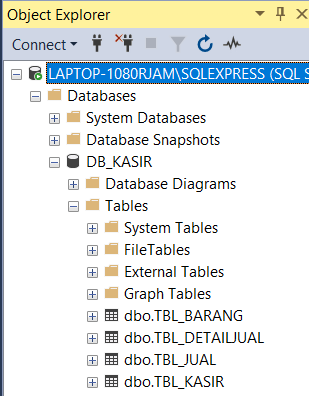 Object Explorer
Connect
LAPTOP-1080RJAM\SQLEXPRESS (SQL S
Databases
System Databases
Database Snapshots
DB_KASIR
Database Diagrams
Tables
System Tables
FileTables
External Tables
Graph Tables
dbo.TBL_BARANG
dbo.TBL_DETAILJUAL
dbo.TBL_JUAL
dbo.TBL_KASIR